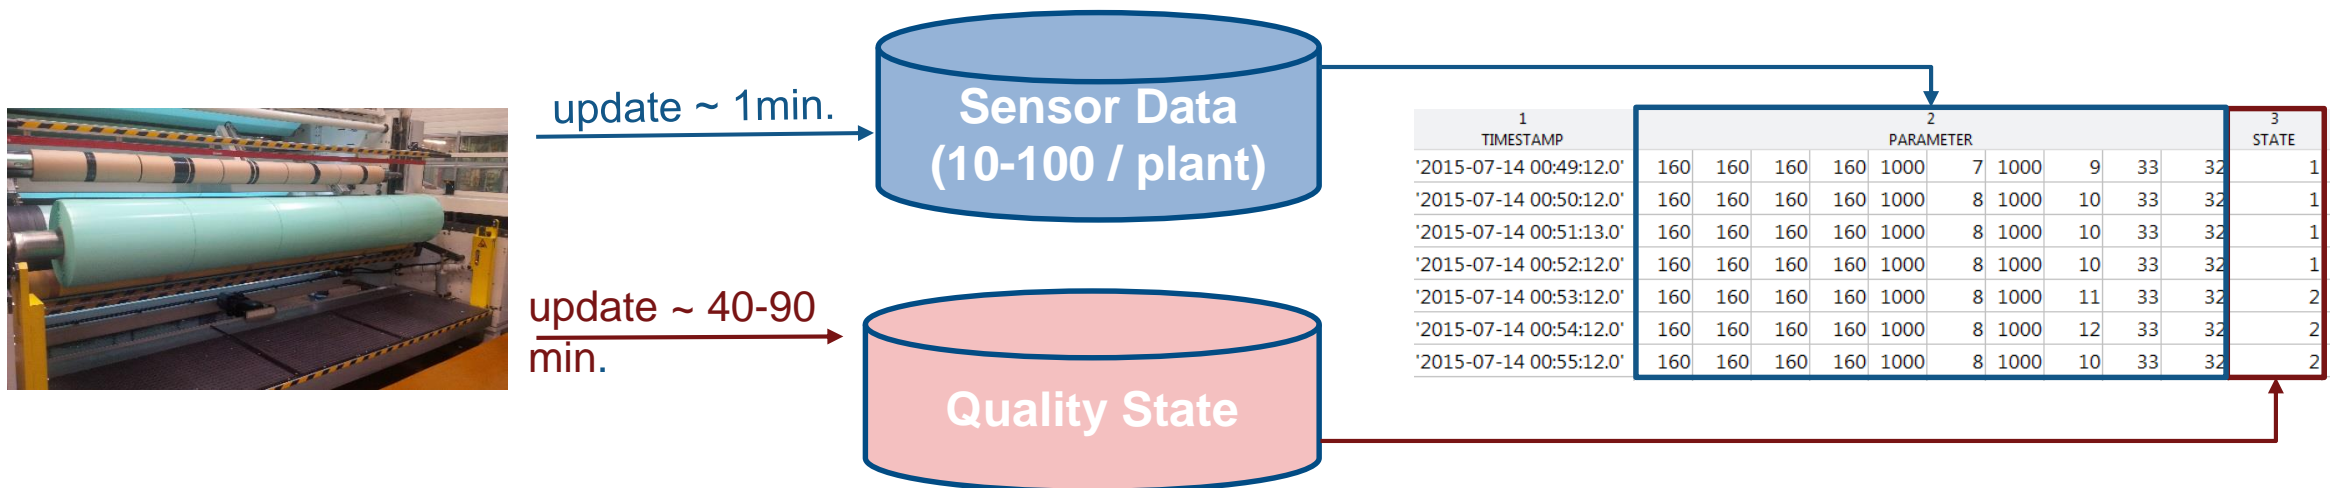 update ~ 1min.
Sensor Data
(10-100 / plant)
update ~ 40-90
min.
Quality State
1 2 3
TIMESTAMP PARAMETER STATE
'2015-07-14 00:49:12.0' 160 160 160 160 1000 7 1000 9 33 32 1
'2015-07-14 00:50:12.0' 160 160 160 160 1000 8 1000 10 33 32 1
'2015-07-14 00:51:13.0' 160 160 160 160 1000 8 1000 10 33 32 1
'2015-07-14 00:52:12.0' 160 160 160 160 1000 8 1000 10 33 32 1
'2015-07-14 00:53:12.0' 160 160 160 160 1000 8 1000 11 33 32 2
'2015-07-14 00:54:12.0' 160 160 160 160 1000 8 1000 12 33 32 2
'2015-07-14 00:55:12.0' 160 160 160 160 1000 8 1000 10 33 32 2